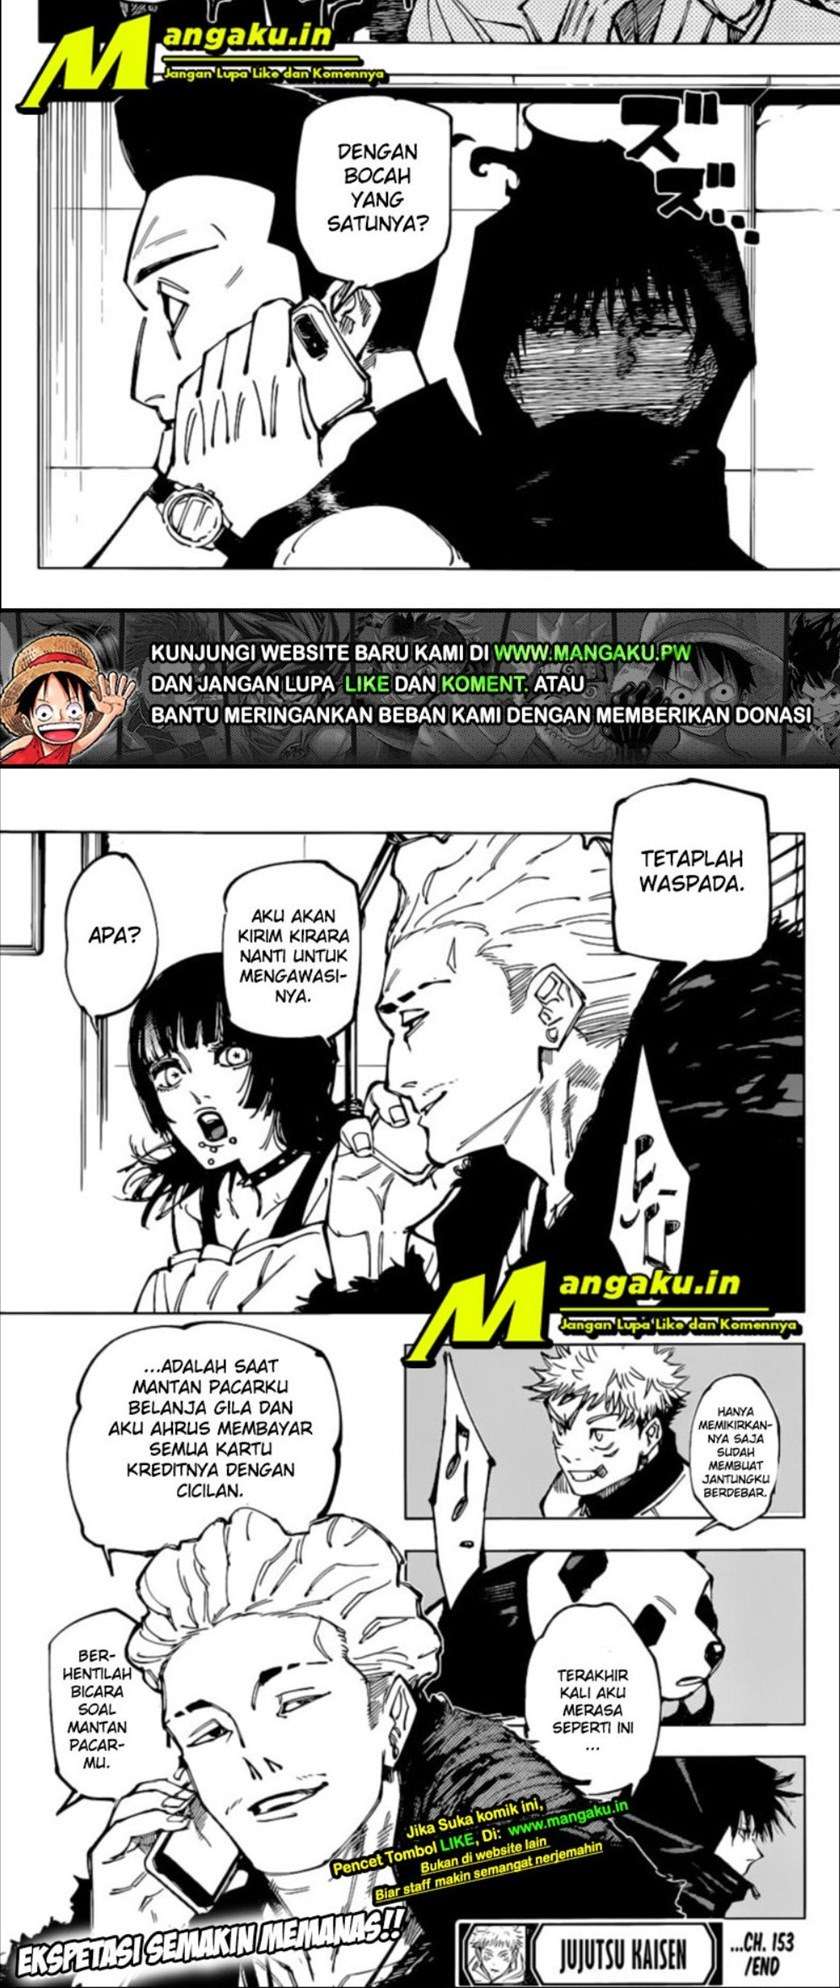 Mangaku.in
Jangan Lupa Like dan Komennya
DENGAN
BOCAH
YANG
SATUNYA?
ズズズ...
KUNJUNGI WEBSITE BARU KAMI DI WWW.MANGAKU.PW
DAN JANGAN LUPA LIKE DAN KOMENT. ATAU
BANTU MERINGANKAN BEBAN KAMI DENGAN MEMBERIKAN DONASI
TETAPLAH
WASPADA.
AKU AKAN
KIRIM KIRARA
NANTI UNTUK
MENGAWASI-
NYA.
APA?
Mangaku.in
Jangan Lupa Like dan Komennya
HANYA
MEMIKIRKAN-
NYA SAJA
SUDAH
MEMBUAT
JANTUNGKU
BERDEBAR.
TERAKHIR
KALI AKU
MERASA
SEPERTI INI
...
...ADALAH SAAT
MANTAN PACARKU
BELANJA GILA DAN
AKU AHRUS MEMBAYAR
SEMUA KARTU
KREDITNYA DENGAN
CICILAN.
BER-
HENTILAH
BICARA
SOAL
MANTAN
PACAR-
MU.
Jika Suka komik ini,
Pencet Tombol LIKE, Di: www.mangaku.in
Bukan di website lain
Biar staff makin semangat nerjemahin
EKSPETASI SEMAKIN MEMANAS!!
JUJUTSU KAISEN
...CH. 153
/END